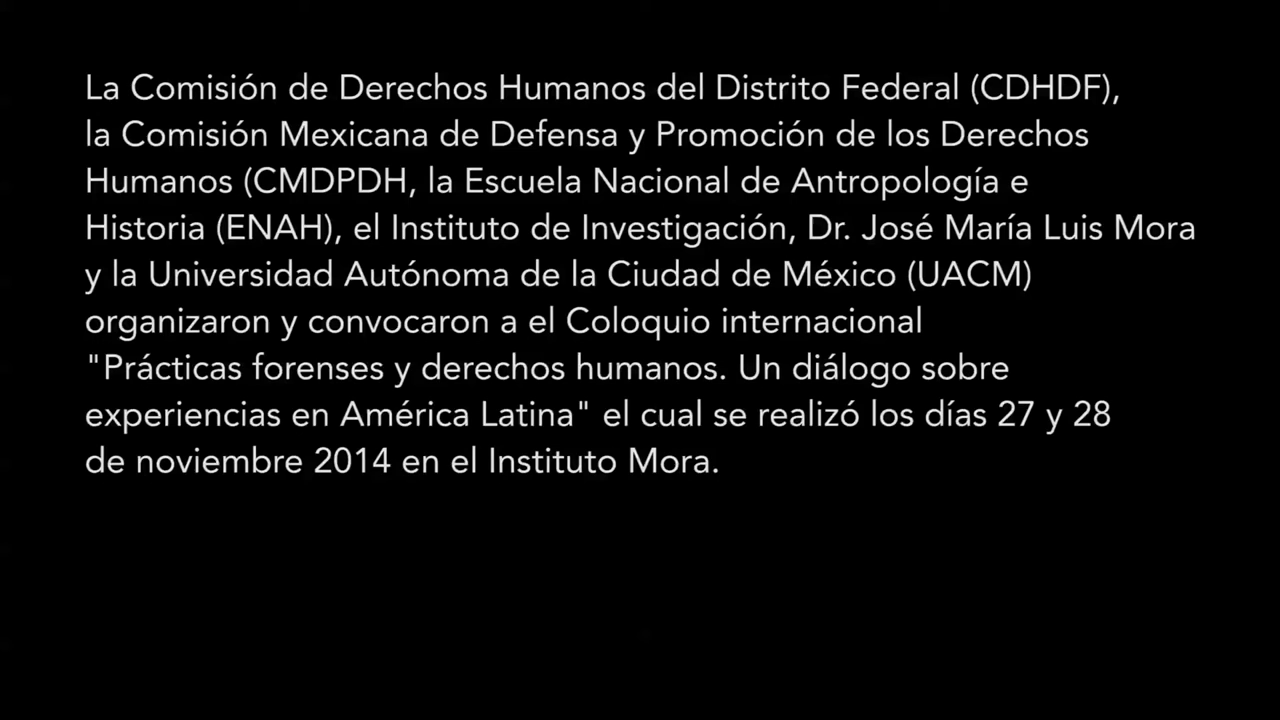 La Comisión de Derechos Humanos del Distrito Federal (CDHDF),
la Comisión Mexicana de Defensa y Promoción de los Derechos
Humanos (CMDPDH, la Escuela Nacional de Antropología e
Historia (ENAH), el Instituto de Investigación, Dr. José María Luis Mora
y la Universidad Autónoma de la Ciudad de México (UACM)
organizaron y convocaron a el Coloquio internacional
"Prácticas forenses y derechos humanos. Un diálogo sobre
experiencias en América Latina" el cual se realizó los días 27 y 28
de noviembre 2014 en el Instituto Mora.